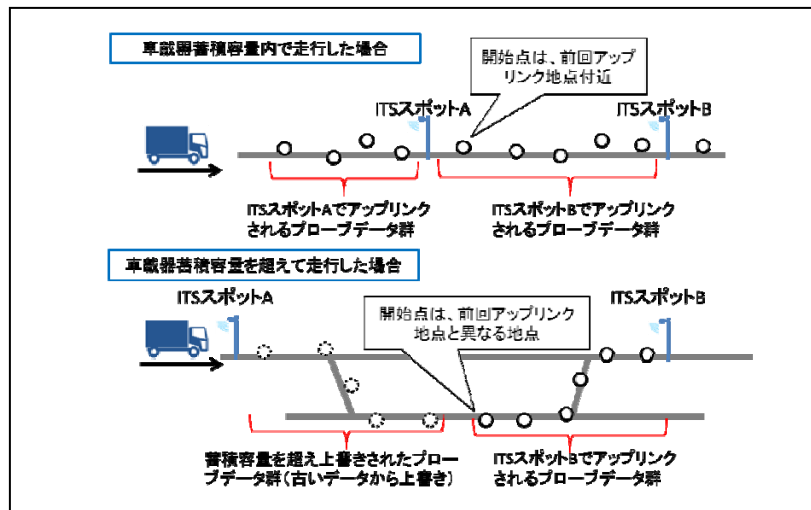 車載器蓄積容量内で走行した場合
開始点は、前回アップ
リンク地点付近
ITSスポットA
ITSスポットB
ITSスポットAでアップリンク
されるプローブデータ群
ITSスポットBでアップリンク
されるプローブデータ群
車載器蓄積容量を超えて走行した場合
ITSスポットA
開始点は、前回アップリンク
地点と異なる地点
ITSスポットB
蓄積容量を超え上書きされたプロー
ブデータ群(古いデータから上書き)
ITSスポットBでアップリンク
されるプローブデータ群